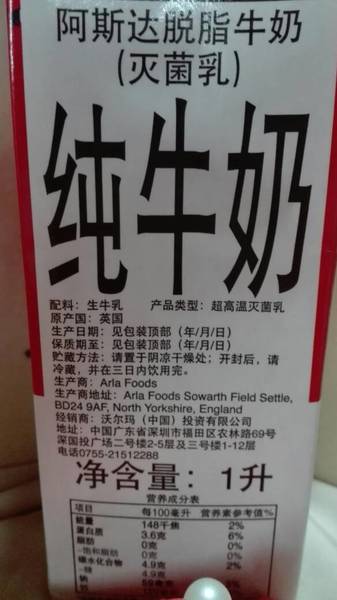 阿斯达脱脂牛奶
(灭菌乳)
纯牛奶
配料：生牛乳 产品类型：超高温灭菌乳
原产国：英国
生产日期：见包装顶部（年/月/日）
保质期至：见包装顶部（年/月/日）
贮藏方法：请置于阴凉干燥处；开封后，请
冷藏，并在三日内饮用完。
生产商：Arla Foods
生产商地址：Arla Foods Sowarth Field Settle,
BD24 9AF, North Yorkshire, England
经销商：沃尔玛（中国）投资有限公司
地址：中国广东省深圳市福田区农林路69号
深国投广场二号楼2-5层及三号楼1-12层
电话0755-21512288
净含量：1升
营养成分表
项目 每100毫升 营养素参考值%
能量 148千焦 2%
蛋白质 3.6克 6%
脂肪 0克 0%
-饱和脂肪 0克 0%
碳水化合物 4.9克 2%
-糖 4.9克
钠